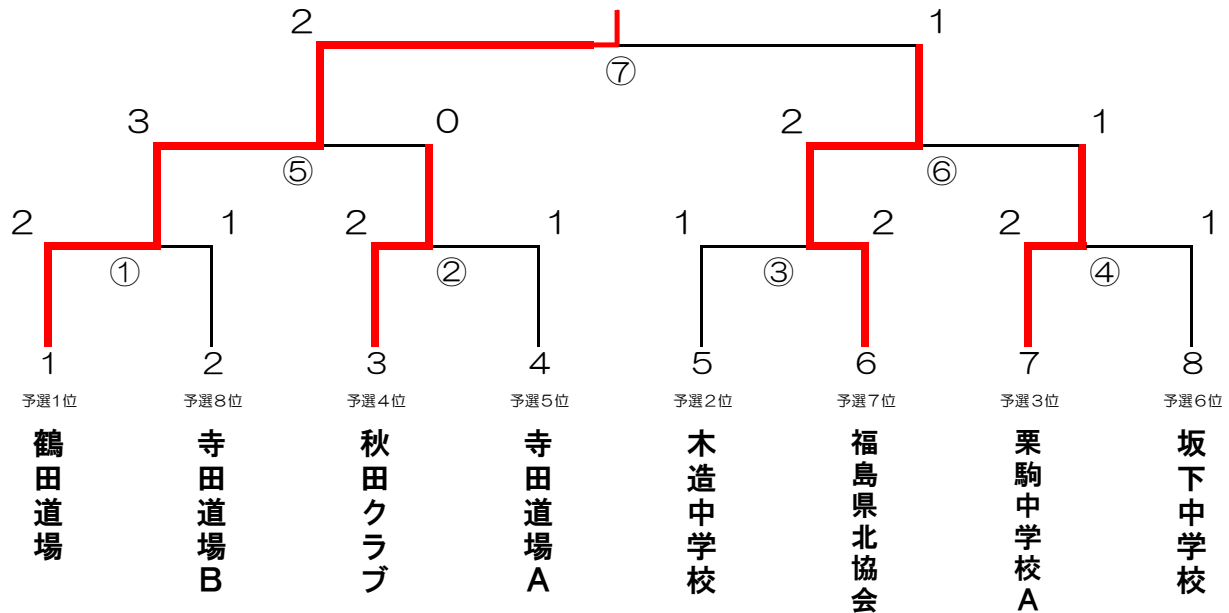 2 1
⑦
3 0 2 1
⑤ ⑥
2 1 2 1 1 2 2 1
① ② ③ ④
1 2 3 4 5 6 7 8
予選1位 予選8位 予選4位 予選5位 予選2位 予選7位 予選3位 予選6位
鶴田道場
寺田道場B
秋田クラブ
寺田道場A
木造中学校
福島県北協会
栗駒中学校A
坂下中学校